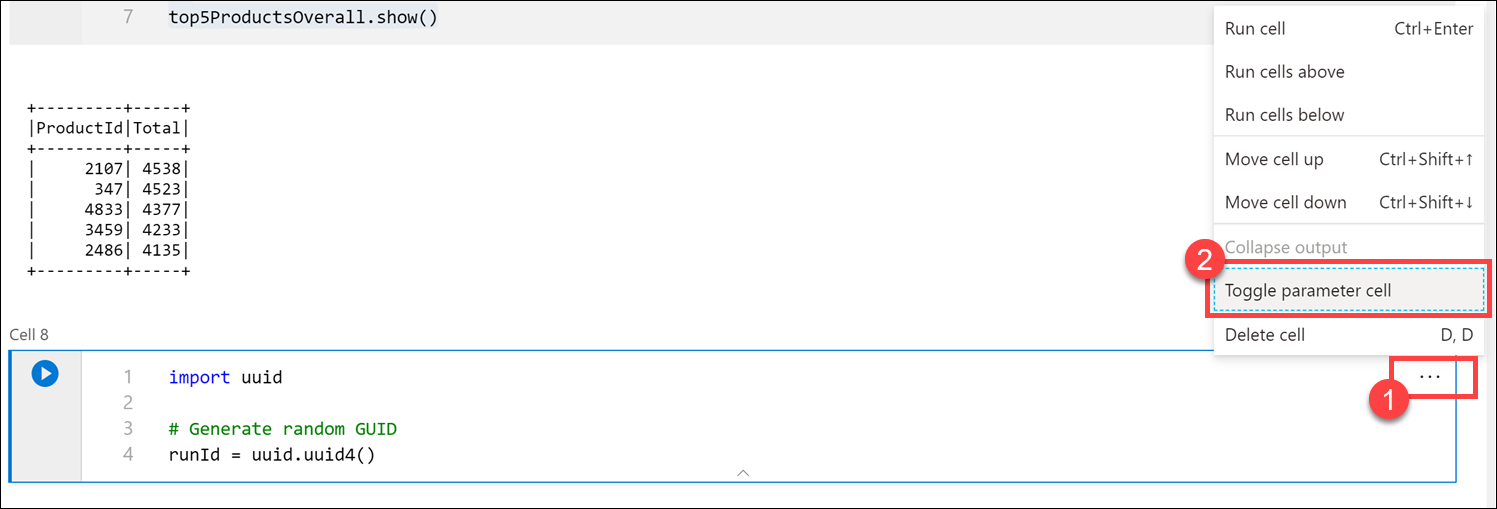 7 top5ProductsOverall.show()
+---------+-----+
|ProductId|Total|
+---------+-----+
|     2107| 4538|
|      347| 4523|
|     4833| 4377|
|     3459| 4233|
|     2486| 4135|
+---------+-----+
Run cell Ctrl+Enter
Run cells above
Run cells below
Move cell up Ctrl+Shift+↑
Move cell down Ctrl+Shift+↓
Collapse output
2
Toggle parameter cell
Delete cell D, D
Cell 8
...
1
1 import uuid
2
3 # Generate random GUID
4 runId = uuid.uuid4()